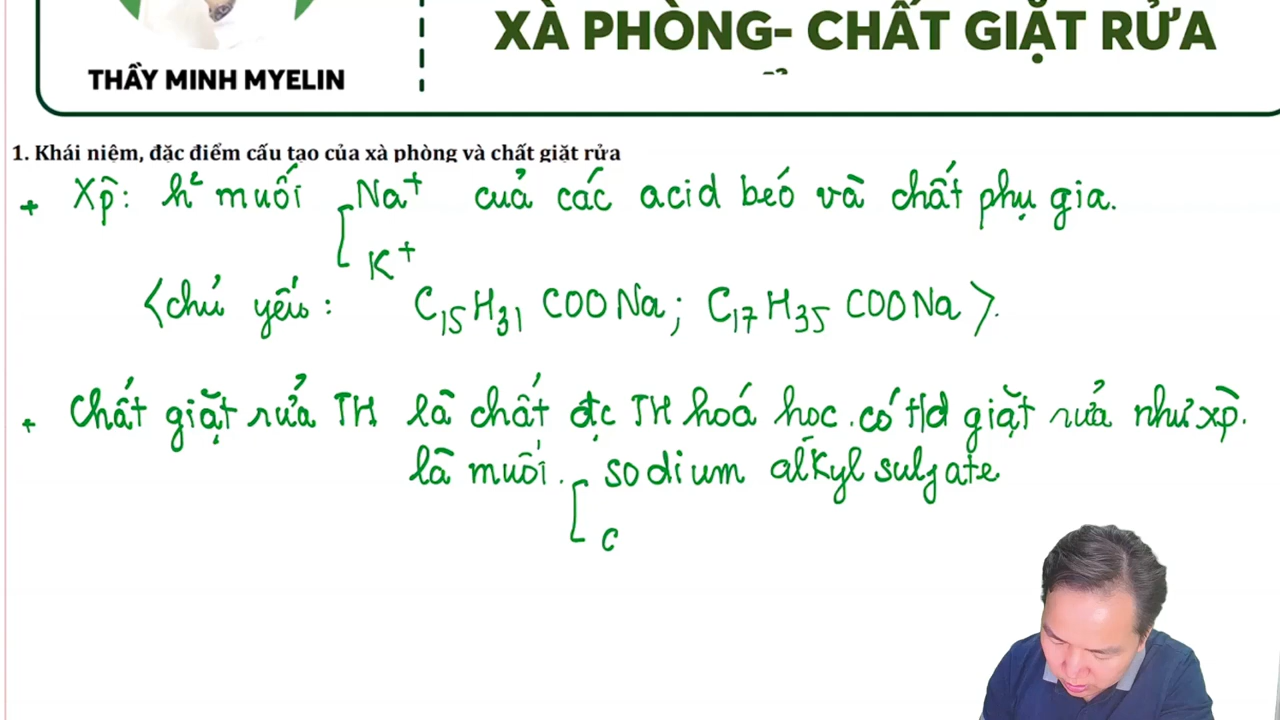 XÀ PHÒNG- CHẤT GIẶT RỬA
THẦY MINH MYELIN
1. Khái niệm, đặc điểm cấu tạo của xà phòng và chất giặt rửa
+ Xp̀: h² muối Na⁺ của các acid béo và chất phụ gia.
K⁺
<chủ yếu: C₁₅H₃₁COONa; C₁₇H₃₅COONa>.
+ Chất giặt rửa TH là chất đc TH hoá học. có t/d giặt rửa như xp̀.
là muối. sodium alkyl sulgate
c